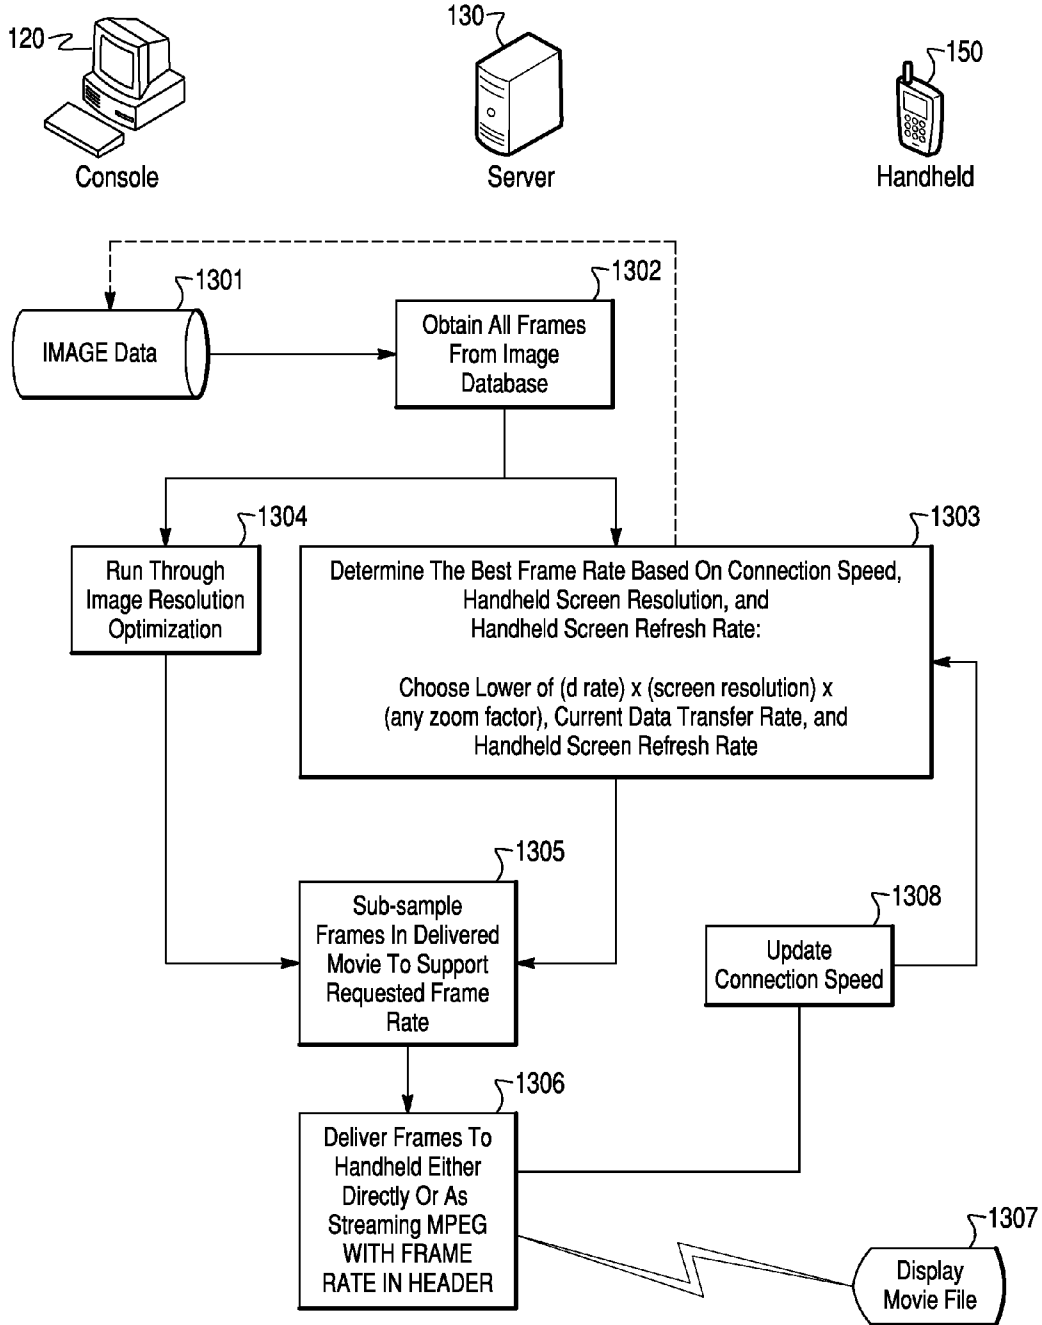 120
130
150
Console
Server
Handheld
1301
1302
IMAGE Data
Obtain All Frames
From Image
Database
1304
1303
Run Through
Image Resolution
Optimization
Determine The Best Frame Rate Based On Connection Speed,
Handheld Screen Resolution, and
Handheld Screen Refresh Rate:
Choose Lower of (d rate) x (screen resolution) x
(any zoom factor), Current Data Transfer Rate, and
Handheld Screen Refresh Rate
1305
Sub-sample
Frames In Delivered
Movie To Support
Requested Frame
Rate
1308
Update
Connection Speed
1306
Deliver Frames To
Handheld Either
Directly Or As
Streaming MPEG
WITH FRAME
RATE IN HEADER
1307
Display
Movie File